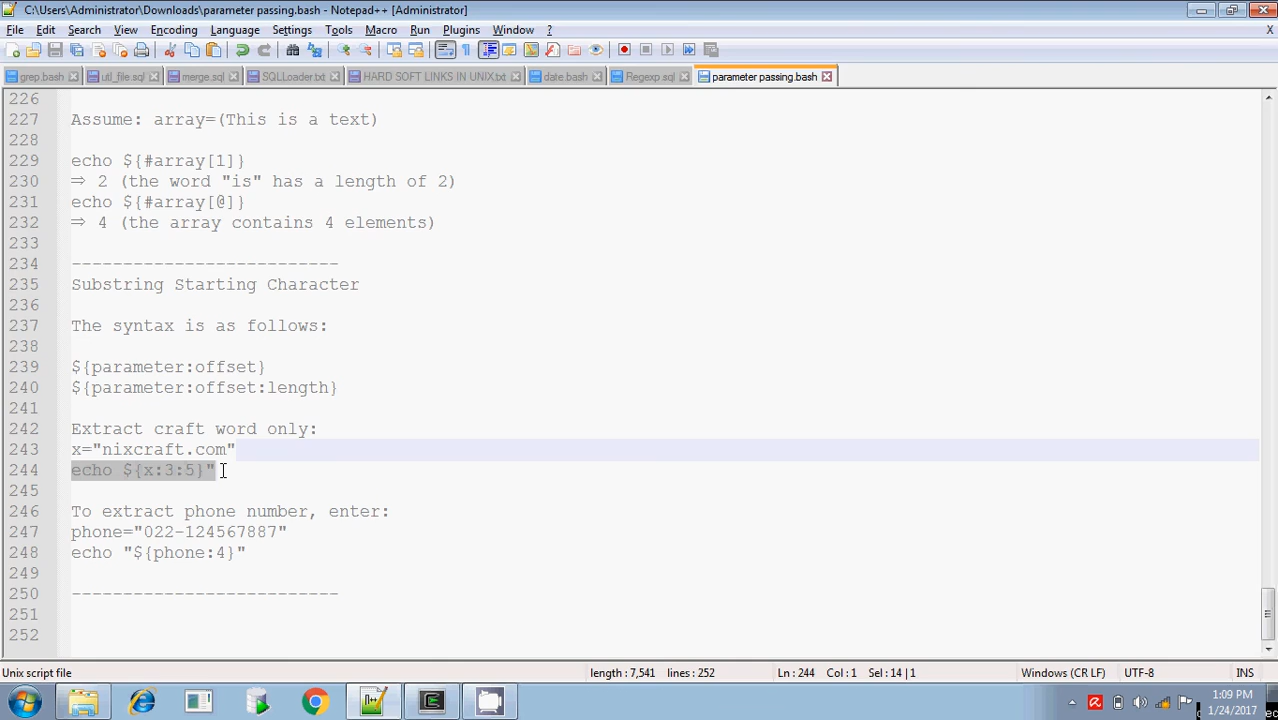 C:\Users\Administrator\Downloads\parameter passing.bash - Notepad++ [Administrator]
File Edit Search View Encoding Language Settings Tools Macro Run Plugins Window ? X
grep.bash utl_file.sql merge.sql SQLLoader.txt HARD SOFT LINKS IN UNIX.txt date.bash Regexp.sql parameter passing.bash
226
227 Assume: array=(This is a text)
228
229 echo ${#array[1]}
230 ⇒ 2 (the word "is" has a length of 2)
231 echo ${#array[@]}
232 ⇒ 4 (the array contains 4 elements)
233
234 --------------------------
235 Substring Starting Character
236
237 The syntax is as follows:
238
239 ${parameter:offset}
240 ${parameter:offset:length}
241
242 Extract craft word only:
243 x="nixcraft.com"
244 echo ${x:3:5}"
245
246 To extract phone number, enter:
247 phone="022-124567887"
248 echo "${phone:4}"
249
250 --------------------------
251
252
Unix script file length : 7,541 lines : 252 Ln : 244 Col : 1 Sel : 14 | 1 Windows (CR LF) UTF-8 INS
1:09 PM
1/24/2017